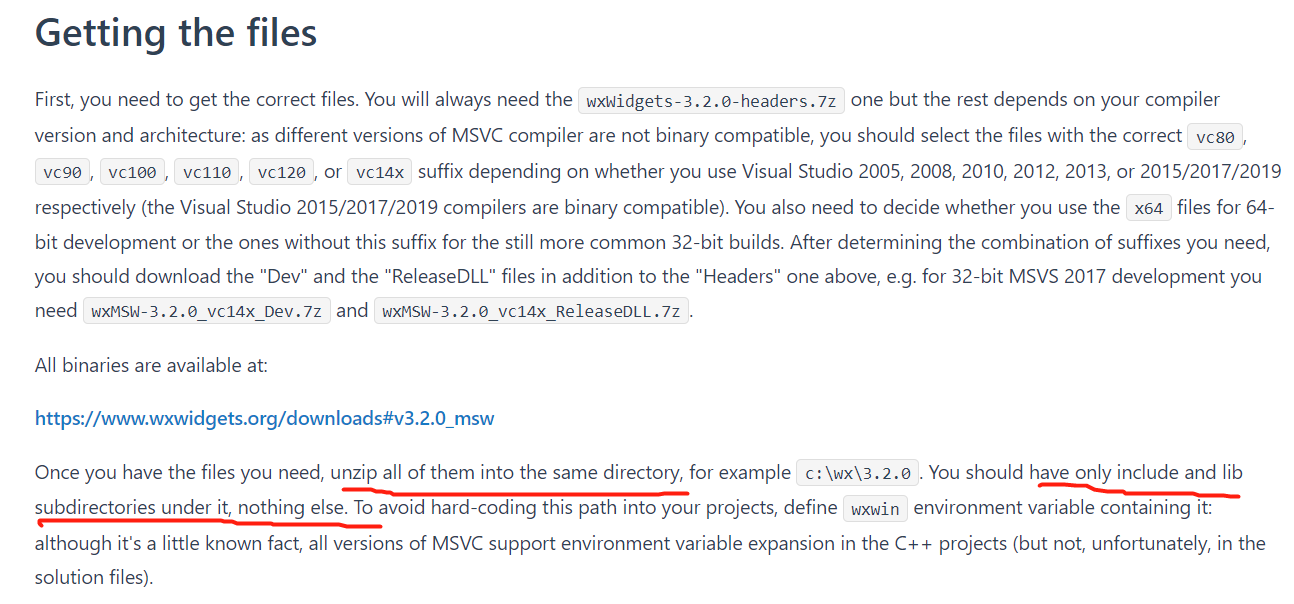 Getting the files
First, you need to get the correct files. You will always need the wxWidgets-3.2.0-headers.7z one but the rest depends on your compiler
version and architecture: as different versions of MSVC compiler are not binary compatible, you should select the files with the correct vc80,
vc90, vc100, vc110, vc120, or vc14x suffix depending on whether you use Visual Studio 2005, 2008, 2010, 2012, 2013, or 2015/2017/2019
respectively (the Visual Studio 2015/2017/2019 compilers are binary compatible). You also need to decide whether you use the x64 files for 64-
bit development or the ones without this suffix for the still more common 32-bit builds. After determining the combination of suffixes you need,
you should download the "Dev" and the "ReleaseDLL" files in addition to the "Headers" one above, e.g. for 32-bit MSVS 2017 development you
need wxMSW-3.2.0_vc14x_Dev.7z and wxMSW-3.2.0_vc14x_ReleaseDLL.7z.
All binaries are available at:
https://www.wxwidgets.org/downloads#v3.2.0_msw
Once you have the files you need, unzip all of them into the same directory, for example c:\wx\3.2.0. You should have only include and lib
subdirectories under it, nothing else. To avoid hard-coding this path into your projects, define wxwin environment variable containing it:
although it's a little known fact, all versions of MSVC support environment variable expansion in the C++ projects (but not, unfortunately, in the
solution files).